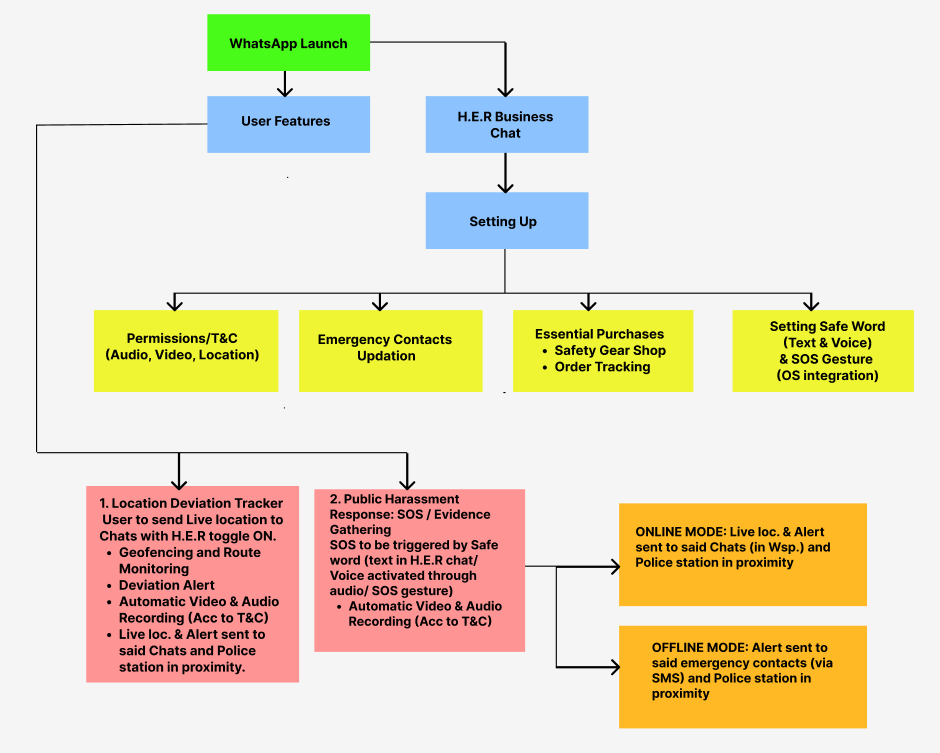 WhatsApp Launch
User Features
H.E.R Business
Chat
Setting Up
Permissions/T&C
(Audio, Video, Location)
Emergency Contacts
Updation
Essential Purchases
• Safety Gear Shop
• Order Tracking
Setting Safe Word
(Text & Voice)
& SOS Gesture
(OS integration)
1. Location Deviation Tracker
User to send Live location to
Chats with H.E.R toggle ON.
• Geofencing and Route
Monitoring
• Deviation Alert
• Automatic Video & Audio
Recording (Acc to T&C)
• Live loc. & Alert sent to
said Chats and Police
station in proximity.
2. Public Harassment
Response: SOS / Evidence
Gathering
SOS to be triggered by Safe
word (text in H.E.R chat/
Voice activated through
audio/ SOS gesture)
• Automatic Video & Audio
Recording (Acc to T&C)
ONLINE MODE: Live loc. & Alert
sent to said Chats (in Wsp.) and
Police station in proximity
OFFLINE MODE: Alert sent to
said emergency contacts (via
SMS) and Police station in
proximity